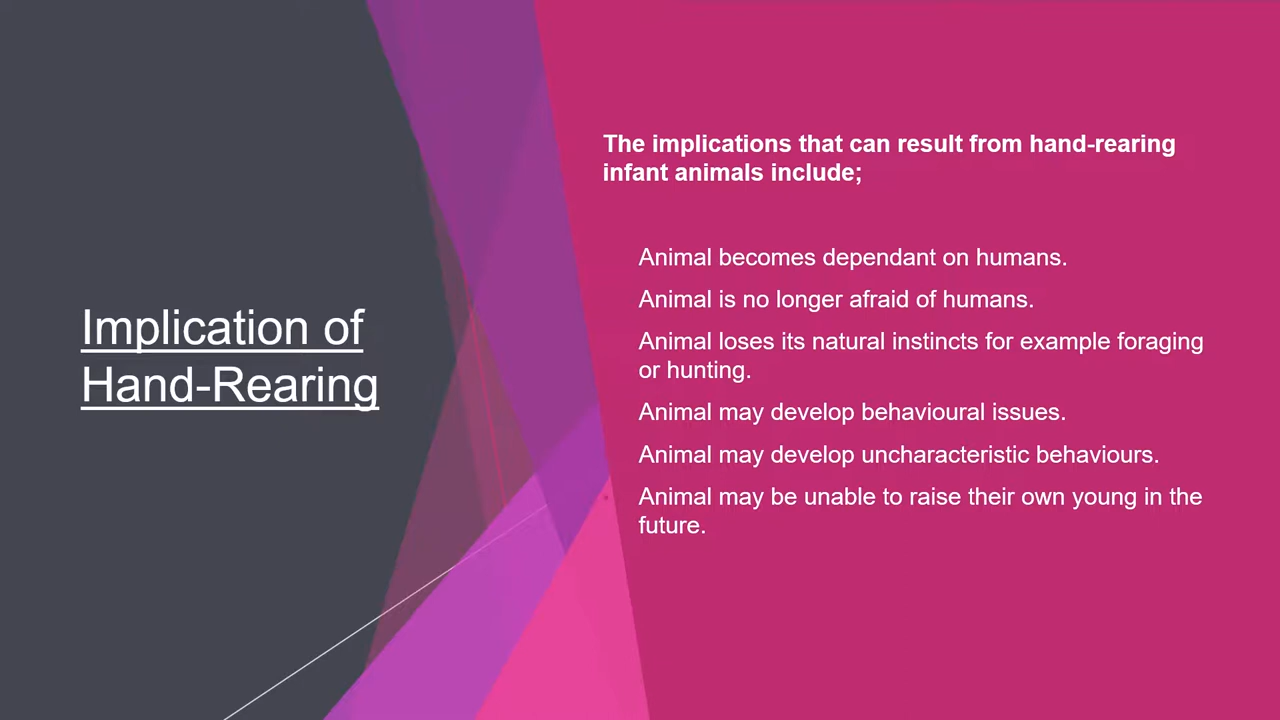 Implication of
Hand-Rearing
The implications that can result from hand-rearing
infant animals include;
Animal becomes dependant on humans.
Animal is no longer afraid of humans.
Animal loses its natural instincts for example foraging
or hunting.
Animal may develop behavioural issues.
Animal may develop uncharacteristic behaviours.
Animal may be unable to raise their own young in the
future.